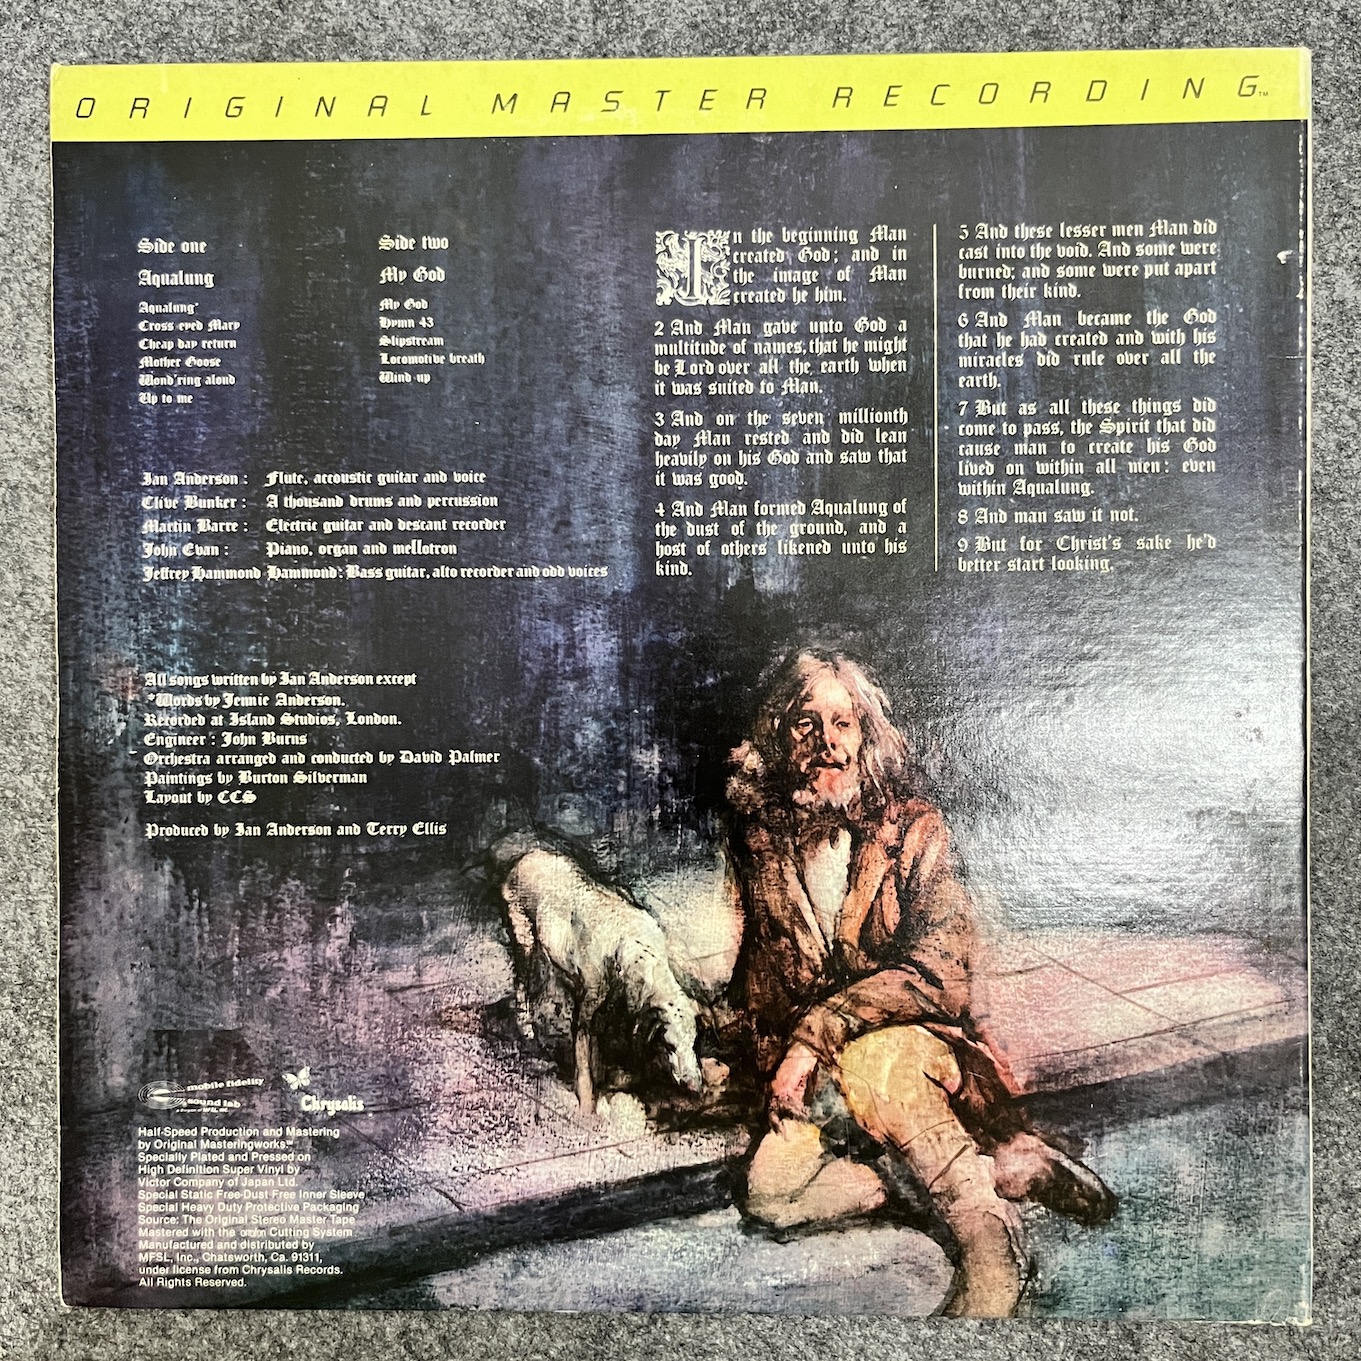 ORIGINAL MASTER RECORDING™
Side one
Aqualung
Aqualung*
Cross eyed Mary
Cheap day return
Mother Goose
Wond'ring aloud
Up to me
Side two
My God
My God
Hymn 43
Slipstream
Locomotive breath
Wind-up
Ian Anderson : Flute, accoustic guitar and voice
Clive Bunker : A thousand drums and percussion
Martin Barre : Electric guitar and descant recorder
John Evan : Piano, organ and mellotron
Jeffrey Hammond-Hammond: Bass guitar, alto recorder and odd voices
All songs written by Ian Anderson except
*Words by Jennie Anderson.
Recorded at Island Studios, London.
Engineer : John Burns
Orchestra arranged and conducted by David Palmer
Paintings by Burton Silverman
Layout by CCS
Produced by Ian Anderson and Terry Ellis
In the beginning Man
created God; and in
the image of Man
created he him.
2 And Man gave unto God a
multitude of names, that he might
be Lord over all the earth when
it was suited to Man.
3 And on the seven millionth
day Man rested and did lean
heavily on his God and saw that
it was good.
4 And Man formed Aqualung of
the dust of the ground, and a
host of others likened unto his
kind.
5 And these lesser men Man did
cast into the void. And some were
burned; and some were put apart
from their kind.
6 And Man became the God
that he had created and with his
miracles did rule over all the
earth.
7 But as all these things did
come to pass, the Spirit that did
cause man to create his God
lived on within all men: even
within Aqualung.
8 And man saw it not.
9 But for Christ's sake he'd
better start looking.
mobile fidelity
sound lab
a division of MFSL, INC.
Chrysalis
Half-Speed Production and Mastering
by Original Masteringworks℠
Specially Plated and Pressed on
High Definition Super Vinyl by
Victor Company of Japan Ltd.
Special Static Free-Dust Free Inner Sleeve
Special Heavy Duty Protective Packaging
Source: The Original Stereo Master Tape
Mastered with the ortofon Cutting System
Manufactured and distributed by
MFSL, Inc., Chatsworth, Ca. 91311,
under license from Chrysalis Records.
All Rights Reserved.